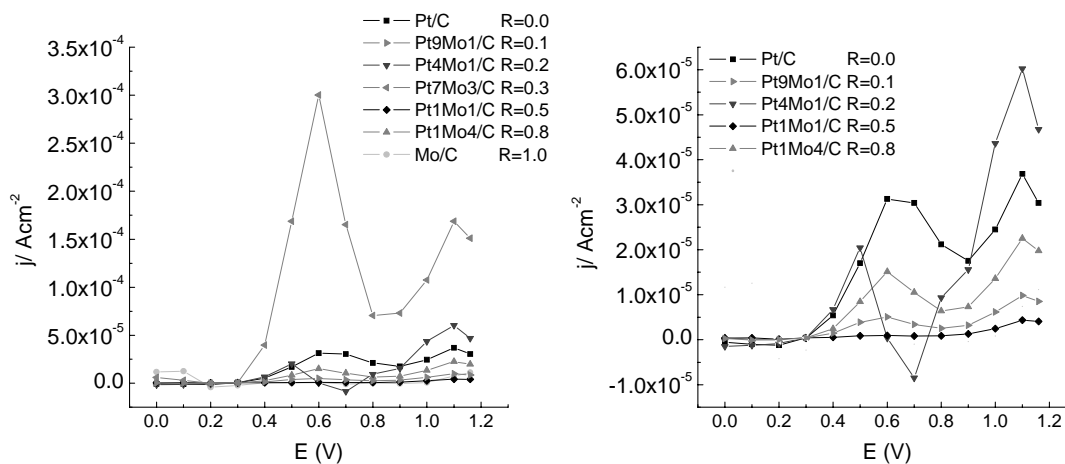 Pt/C R=0.0
Pt9Mo1/C R=0.1
Pt4Mo1/C R=0.2
Pt7Mo3/C R=0.3
Pt1Mo1/C R=0.5
Pt1Mo4/C R=0.8
Mo/C R=1.0
3.5x10-4
3.0x10-4
2.5x10-4
2.0x10-4
1.5x10-4
1.0x10-4
5.0x10-5
0.0
j/ Acm-2
0.0 0.2 0.4 0.6 0.8 1.0 1.2
E (V)
Pt/C R=0.0
Pt9Mo1/C R=0.1
Pt4Mo1/C R=0.2
Pt1Mo1/C R=0.5
Pt1Mo4/C R=0.8
6.0x10-5
5.0x10-5
4.0x10-5
3.0x10-5
2.0x10-5
1.0x10-5
0.0
-1.0x10-5
j/ Acm-2
0.0 0.2 0.4 0.6 0.8 1.0 1.2
E (V)